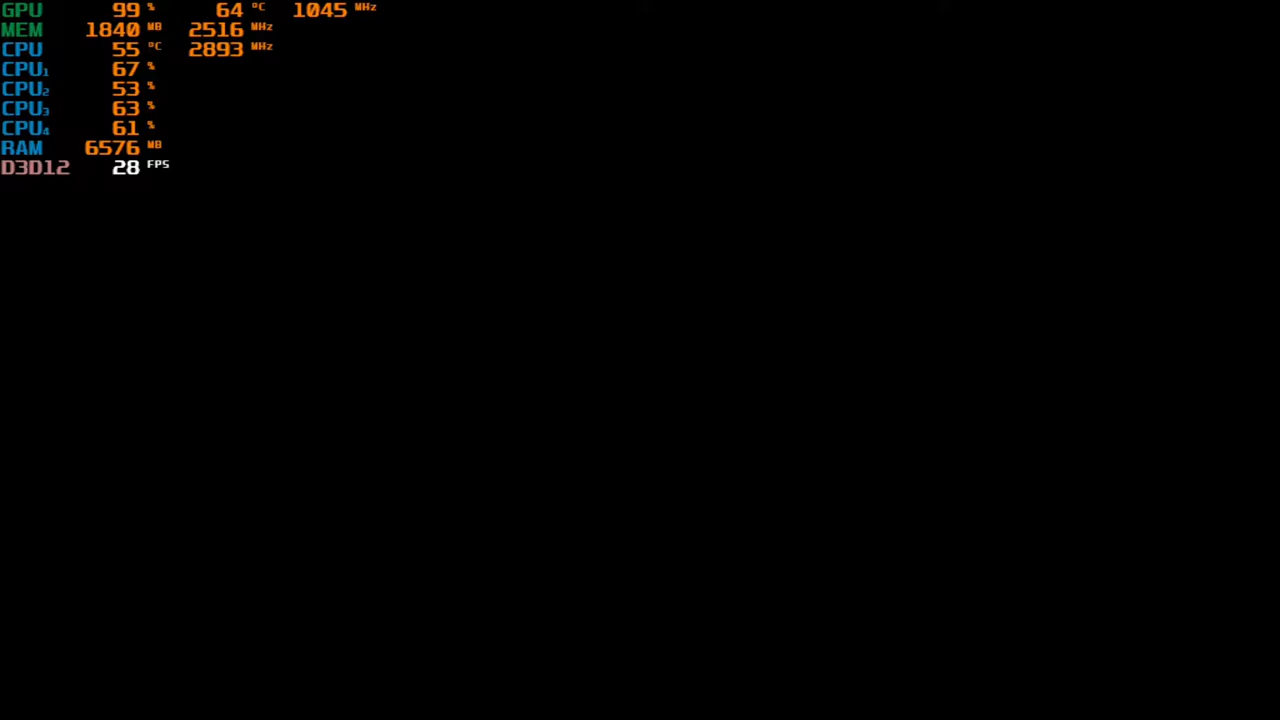 GPU 99 % 64 °C 1045 MHz
MEM 1840 MB 2516 MHz
CPU 55 °C 2893 MHz
CPU1 67 %
CPU2 53 %
CPU3 63 %
CPU4 61 %
RAM 6576 MB
D3D12 28 FPS